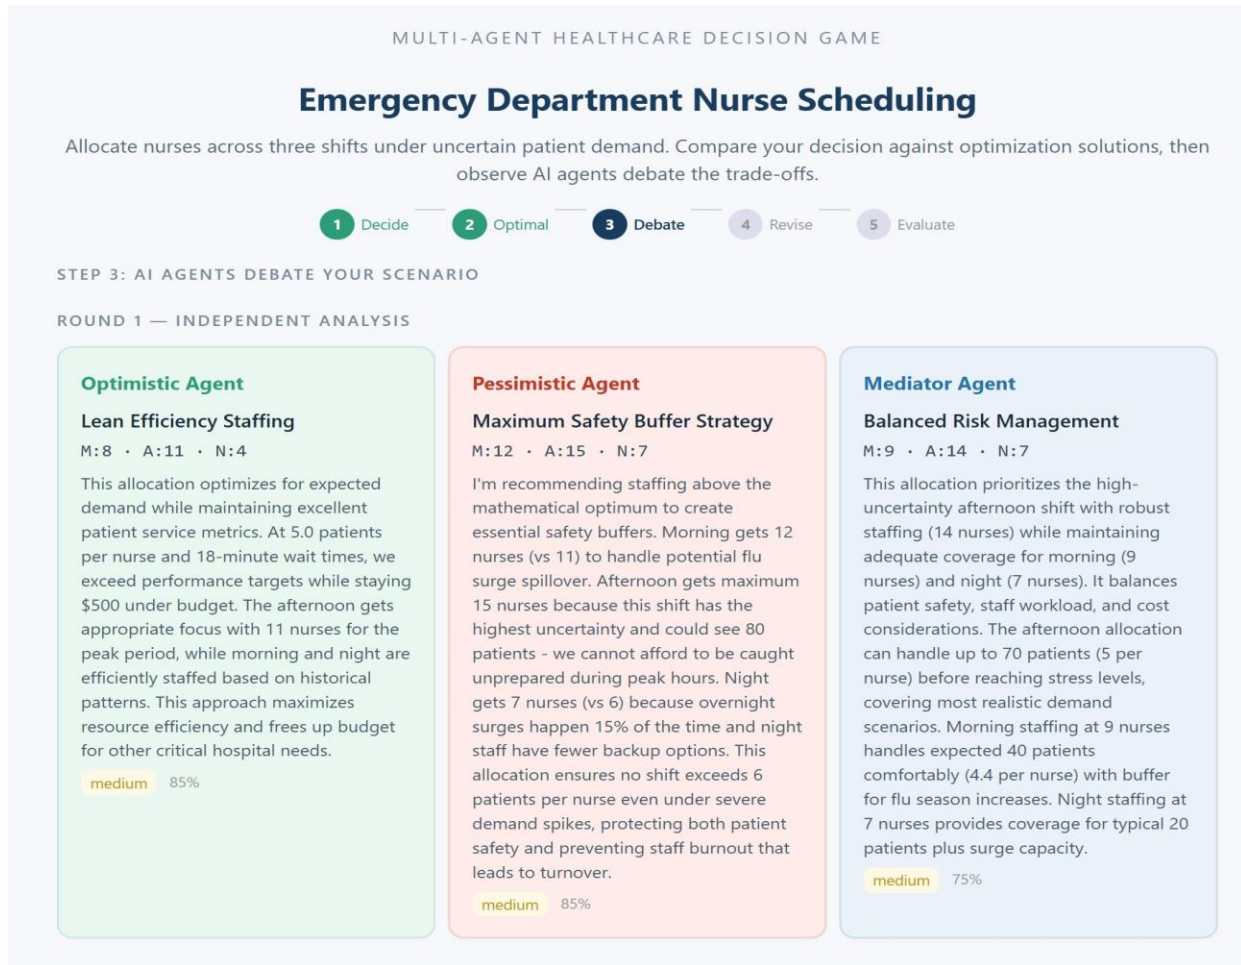 MULTI-AGENT HEALTHCARE DECISION GAME
Emergency Department Nurse Scheduling
Allocate nurses across three shifts under uncertain patient demand. Compare your decision against optimization solutions, then
observe AI agents debate the trade-offs.
1 Decide 2 Optimal 3 Debate 4 Revise 5 Evaluate
STEP 3: AI AGENTS DEBATE YOUR SCENARIO
ROUND 1 — INDEPENDENT ANALYSIS
Optimistic Agent
Lean Efficiency Staffing
M:8 · A:11 · N:4
This allocation optimizes for expected
demand while maintaining excellent
patient service metrics. At 5.0 patients
per nurse and 18-minute wait times, we
exceed performance targets while staying
$500 under budget. The afternoon gets
appropriate focus with 11 nurses for the
peak period, while morning and night are
efficiently staffed based on historical
patterns. This approach maximizes
resource efficiency and frees up budget
for other critical hospital needs.
medium 85%
Pessimistic Agent
Maximum Safety Buffer Strategy
M:12 · A:15 · N:7
I'm recommending staffing above the
mathematical optimum to create
essential safety buffers. Morning gets 12
nurses (vs 11) to handle potential flu
surge spillover. Afternoon gets maximum
15 nurses because this shift has the
highest uncertainty and could see 80
patients - we cannot afford to be caught
unprepared during peak hours. Night
gets 7 nurses (vs 6) because overnight
surges happen 15% of the time and night
staff have fewer backup options. This
allocation ensures no shift exceeds 6
patients per nurse even under severe
demand spikes, protecting both patient
safety and preventing staff burnout that
leads to turnover.
medium 85%
Mediator Agent
Balanced Risk Management
M:9 · A:14 · N:7
This allocation prioritizes the high-
uncertainty afternoon shift with robust
staffing (14 nurses) while maintaining
adequate coverage for morning (9
nurses) and night (7 nurses). It balances
patient safety, staff workload, and cost
considerations. The afternoon allocation
can handle up to 70 patients (5 per
nurse) before reaching stress levels,
covering most realistic demand
scenarios. Morning staffing at 9 nurses
handles expected 40 patients
comfortably (4.4 per nurse) with buffer
for flu season increases. Night staffing at
7 nurses provides coverage for typical 20
patients plus surge capacity.
medium 75%